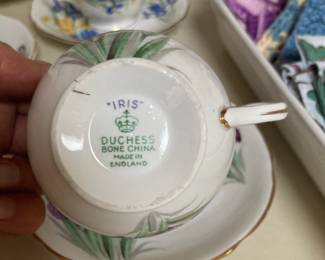 "IRIS"
DUCHESS
BONE CHINA
MADE IN
ENGLAND